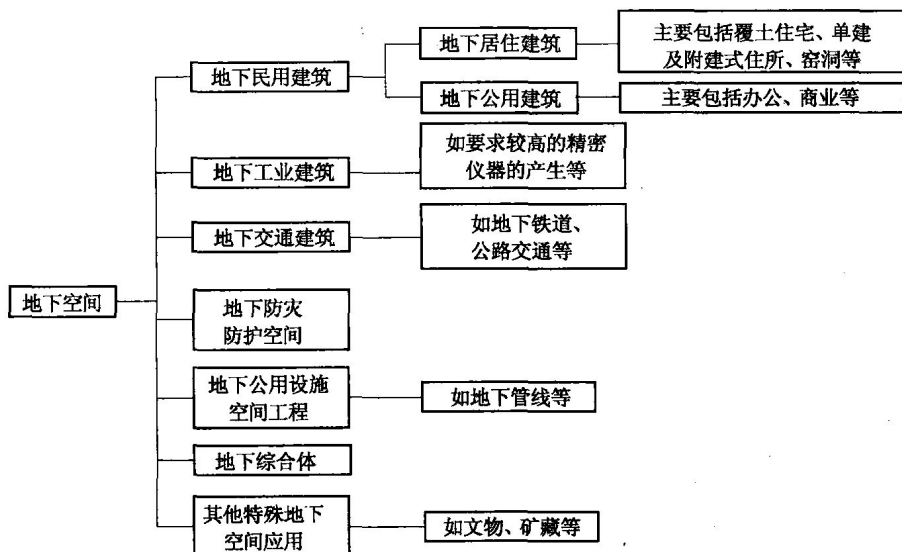 地下居住建筑
主要包括覆土住宅、单建
及附建式住所、窑洞等
地下民用建筑
地下公用建筑
主要包括办公、商业等
地下工业建筑
如要求较高的精密
仪器的产生等
地下交通建筑
如地下铁道、
公路交通等
地下空间
地下防灾
防护空间
地下公用设施
空间工程
如地下管线等
地下综合体
其他特殊地下
空间应用
如文物、矿藏等